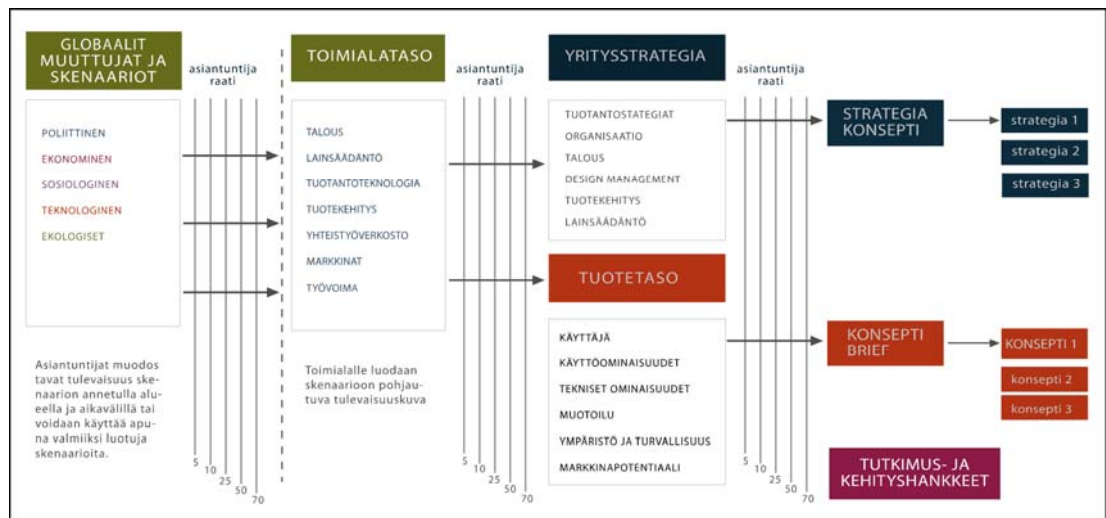 GLOBAALIT
MUUTTUJAT JA
SKENAARIOT
POLIITTINEN
EKONOMINEN
SOSIOLOGINEN
TEKNOLOGINEN
EKOLOGISET
Asiantuntijat muodos
tavat tulevaisuus ske-
naarion annetulla alu-
eella ja aikavälillä tai
voidaan käyttää apu-
na valmiiksi luotuja
skenaarioita.
asiantuntija
raati
5
10
25
50
70
TOIMIALATASO
TALOUS
LAINSÄÄDÄNTÖ
TUOTANTOTEKNOLOGIA
TUOTEKEHITYS
YHTEISTYÖVERKOSTO
MARKKINAT
TYÖVOIMA
Toimialalle luodaan
skenaarioon pohjau-
tuva tulevaisuuskuva
asiantuntija
raati
5
10
25
50
70
YRITYSSTRATEGIA
TUOTANTOSTATEGIAT
ORGANISAATIO
TALOUS
DESIGN MANAGEMENT
TUOTEKEHITYS
LAINSÄÄDÄNTÖ
TUOTETASO
KÄYTTÄJÄ
KÄYTTÖOMINAISUUDET
TEKNISET OMINAISUUDET
MUOTOILU
YMPÄRISTÖ JA TURVALLISUUS
MARKKINAPOTENTIAALI
asiantuntija
raati
5
10
25
50
70
STRATEGIA
KONSEPTI
strategia 1
strategia 2
strategia 3
KONSEPTI
BRIEF
KONSEPTI 1
konsepti 2
konsepti 3
TUTKIMUS- JA
KEHITYSHANKKEET